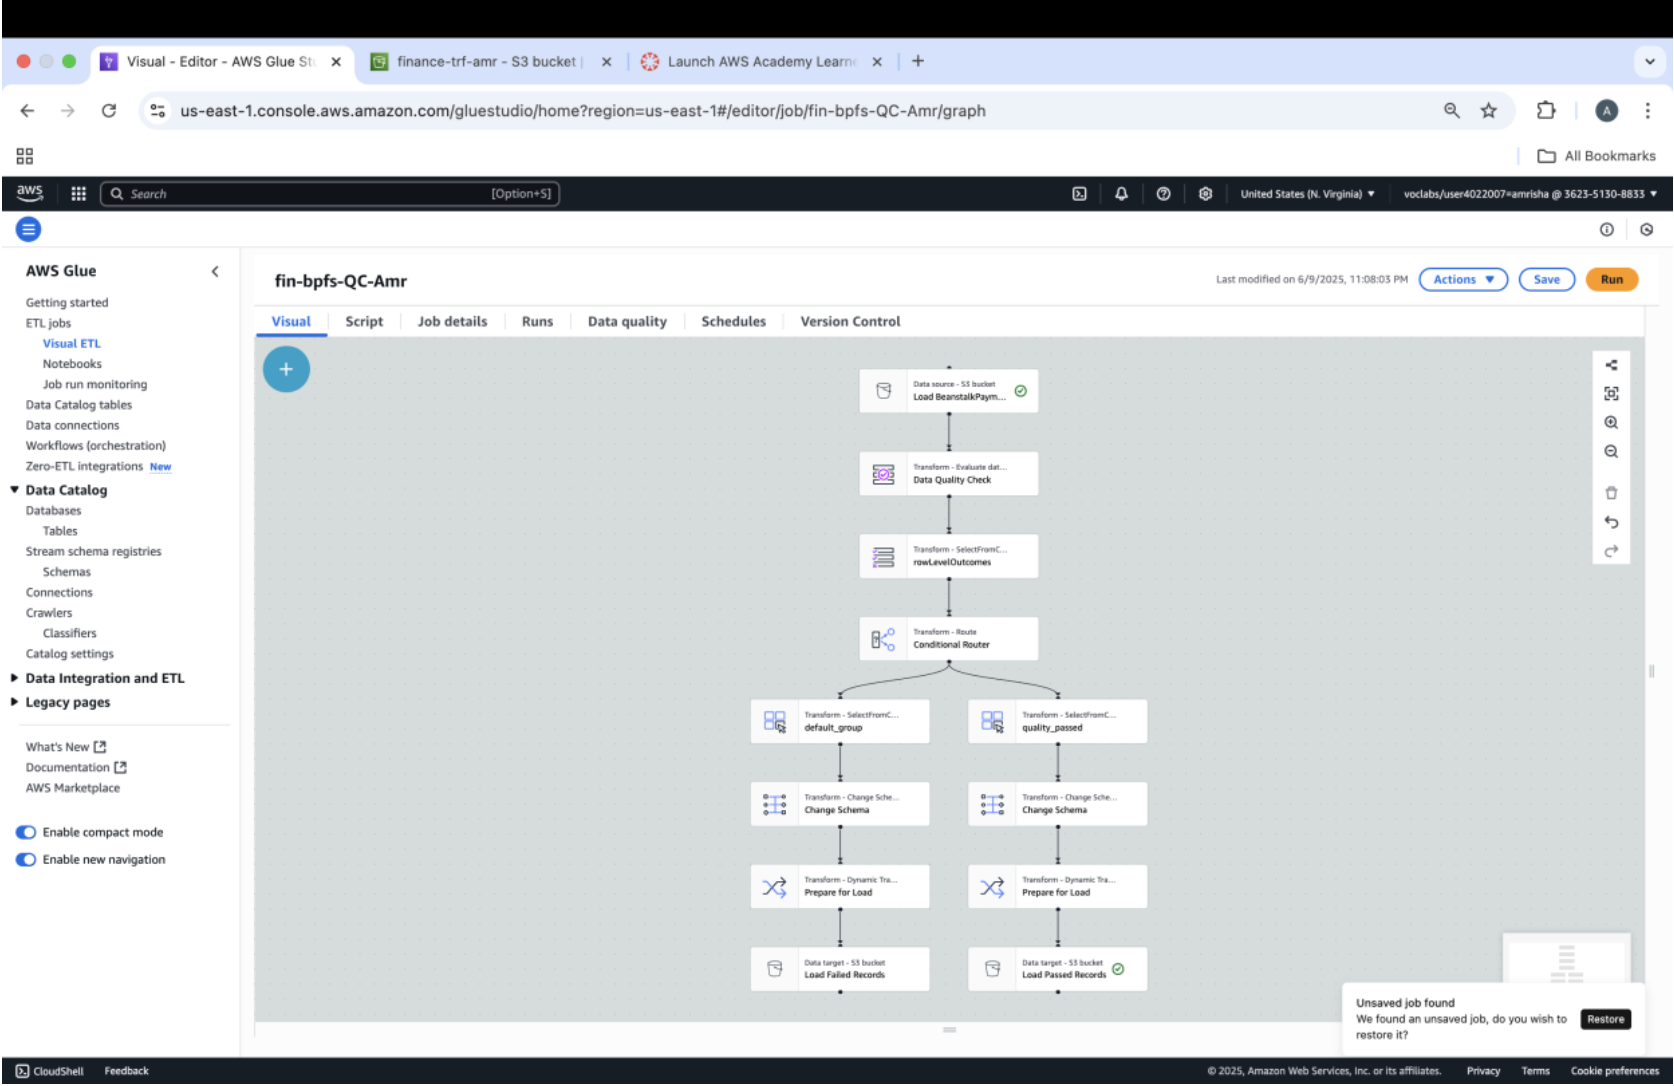 Visual - Editor - AWS Glue St
finance-trf-amr - S3 bucket |
Launch AWS Academy Learn
us-east-1.console.aws.amazon.com/gluestudio/home?region=us-east-1#/editor/job/fin-bpfs-QC-Amr/graph
A
All Bookmarks
aws
Search
[Option+S]
United States (N. Virginia)
voclabs/user4022007=amrisha @ 3623-5130-8833
AWS Glue
Getting started
ETL jobs
Visual ETL
Notebooks
Job run monitoring
Data Catalog tables
Data connections
Workflows (orchestration)
Zero-ETL integrations New
Data Catalog
Databases
Tables
Stream schema registries
Schemas
Connections
Crawlers
Classifiers
Catalog settings
Data Integration and ETL
Legacy pages
What's New
Documentation
AWS Marketplace
Enable compact mode
Enable new navigation
fin-bpfs-QC-Amr
Last modified on 6/9/2025, 11:08:03 PM
Actions
Save
Run
Visual
Script
Job details
Runs
Data quality
Schedules
Version Control
Data source - S3 bucket
Load BeanstalkPaym...
Transform - Evaluate dat...
Data Quality Check
Transform - SelectFromC...
rowLevelOutcomes
Transform - Route
Conditional Router
Transform - SelectFromC...
default_group
Transform - SelectFromC...
quality_passed
Transform - Change Sche...
Change Schema
Transform - Change Sche...
Change Schema
Transform - Dynamic Tra...
Prepare for Load
Transform - Dynamic Tra...
Prepare for Load
Data target - S3 bucket
Load Failed Records
Data target - S3 bucket
Load Passed Records
Unsaved job found
We found an unsaved job, do you wish to
restore it?
Restore
CloudShell
Feedback
© 2025, Amazon Web Services, Inc. or its affiliates.
Privacy
Terms
Cookie preferences